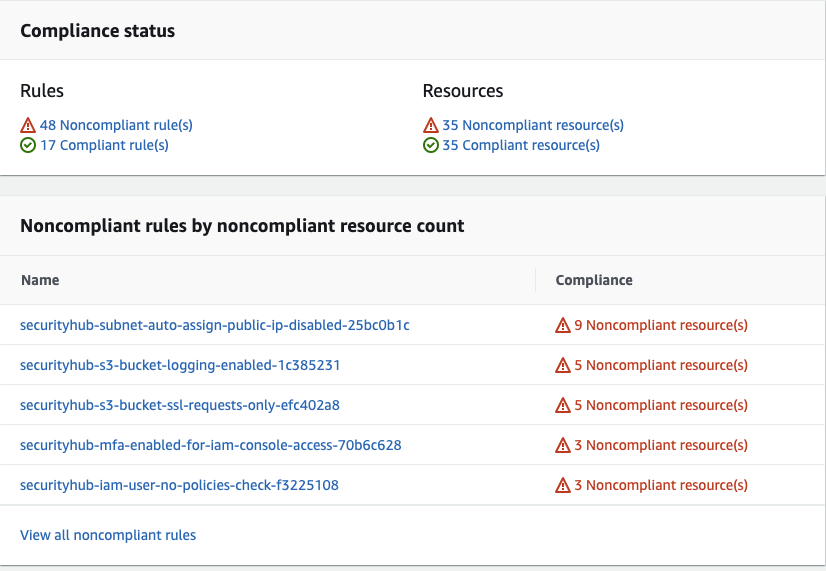 Compliance status
Rules
48 Noncompliant rule(s)
17 Compliant rule(s)
Resources
35 Noncompliant resource(s)
35 Compliant resource(s)
Noncompliant rules by noncompliant resource count
Name Compliance
securityhub-subnet-auto-assign-public-ip-disabled-25bc0b1c 9 Noncompliant resource(s)
securityhub-s3-bucket-logging-enabled-1c385231 5 Noncompliant resource(s)
securityhub-s3-bucket-ssl-requests-only-efc402a8 5 Noncompliant resource(s)
securityhub-mfa-enabled-for-iam-console-access-70b6c628 3 Noncompliant resource(s)
securityhub-iam-user-no-policies-check-f3225108 3 Noncompliant resource(s)
View all noncompliant rules